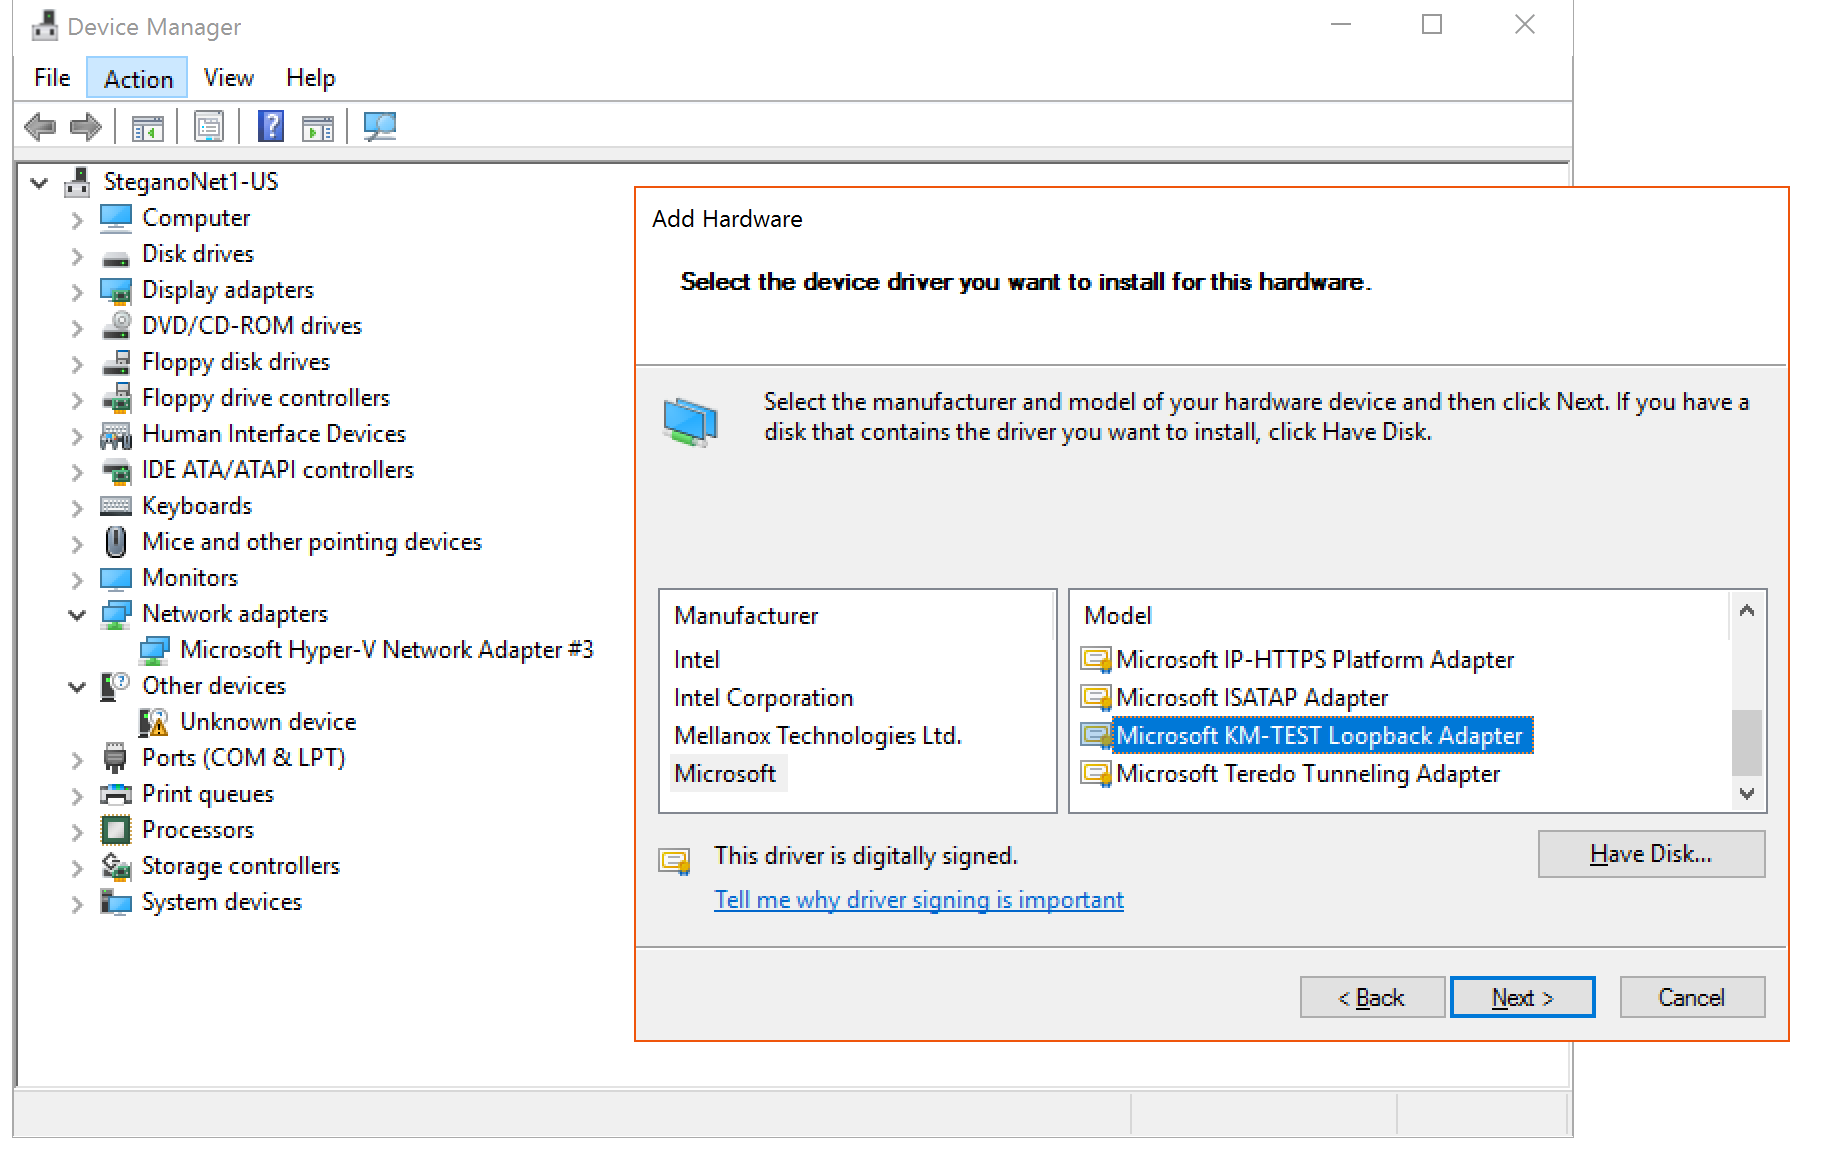 Device Manager
File Action View Help
SteganoNet1-US
Computer
Disk drives
Display adapters
DVD/CD-ROM drives
Floppy disk drives
Floppy drive controllers
Human Interface Devices
IDE ATA/ATAPI controllers
Keyboards
Mice and other pointing devices
Monitors
Network adapters
Microsoft Hyper-V Network Adapter #3
Other devices
Unknown device
Ports (COM & LPT)
Print queues
Processors
Storage controllers
System devices
Add Hardware
Select the device driver you want to install for this hardware.
Select the manufacturer and model of your hardware device and then click Next. If you have a
disk that contains the driver you want to install, click Have Disk.
Manufacturer
Intel
Intel Corporation
Mellanox Technologies Ltd.
Microsoft
Model
Microsoft IP-HTTPS Platform Adapter
Microsoft ISATAP Adapter
Microsoft KM-TEST Loopback Adapter
Microsoft Teredo Tunneling Adapter
This driver is digitally signed.
Tell me why driver signing is important
Have Disk...
< Back
Next >
Cancel